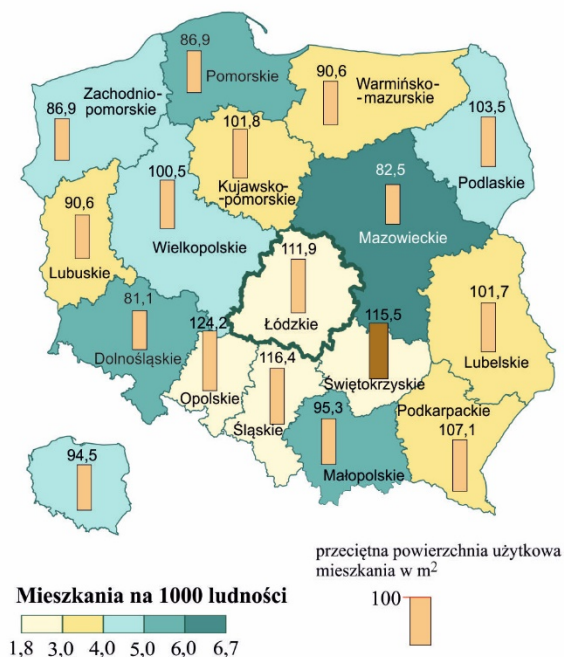 86,9
Pomorskie
Zachodnio-
pomorskie
86,9
90,6
Warmińsko-
mazurskie
103,5
Podlaskie
101,8
Kujawsko-
-pomorskie
100,5
Wielkopolskie
82,5
Mazowieckie
90,6
Lubuskie
111,9
Łódzkie
81,1
Dolnośląskie
124,2
Opolskie
116,4
Śląskie
115,5
Świętokrzyskie
101,7
Lubelskie
Podkarpackie
107,1
95,3
Małopolskie
94,5
przeciętna powierzchnia użytkowa
mieszkania w m²
100
Mieszkania na 1000 ludności
1,8 3,0 4,0 5,0 6,0 6,7